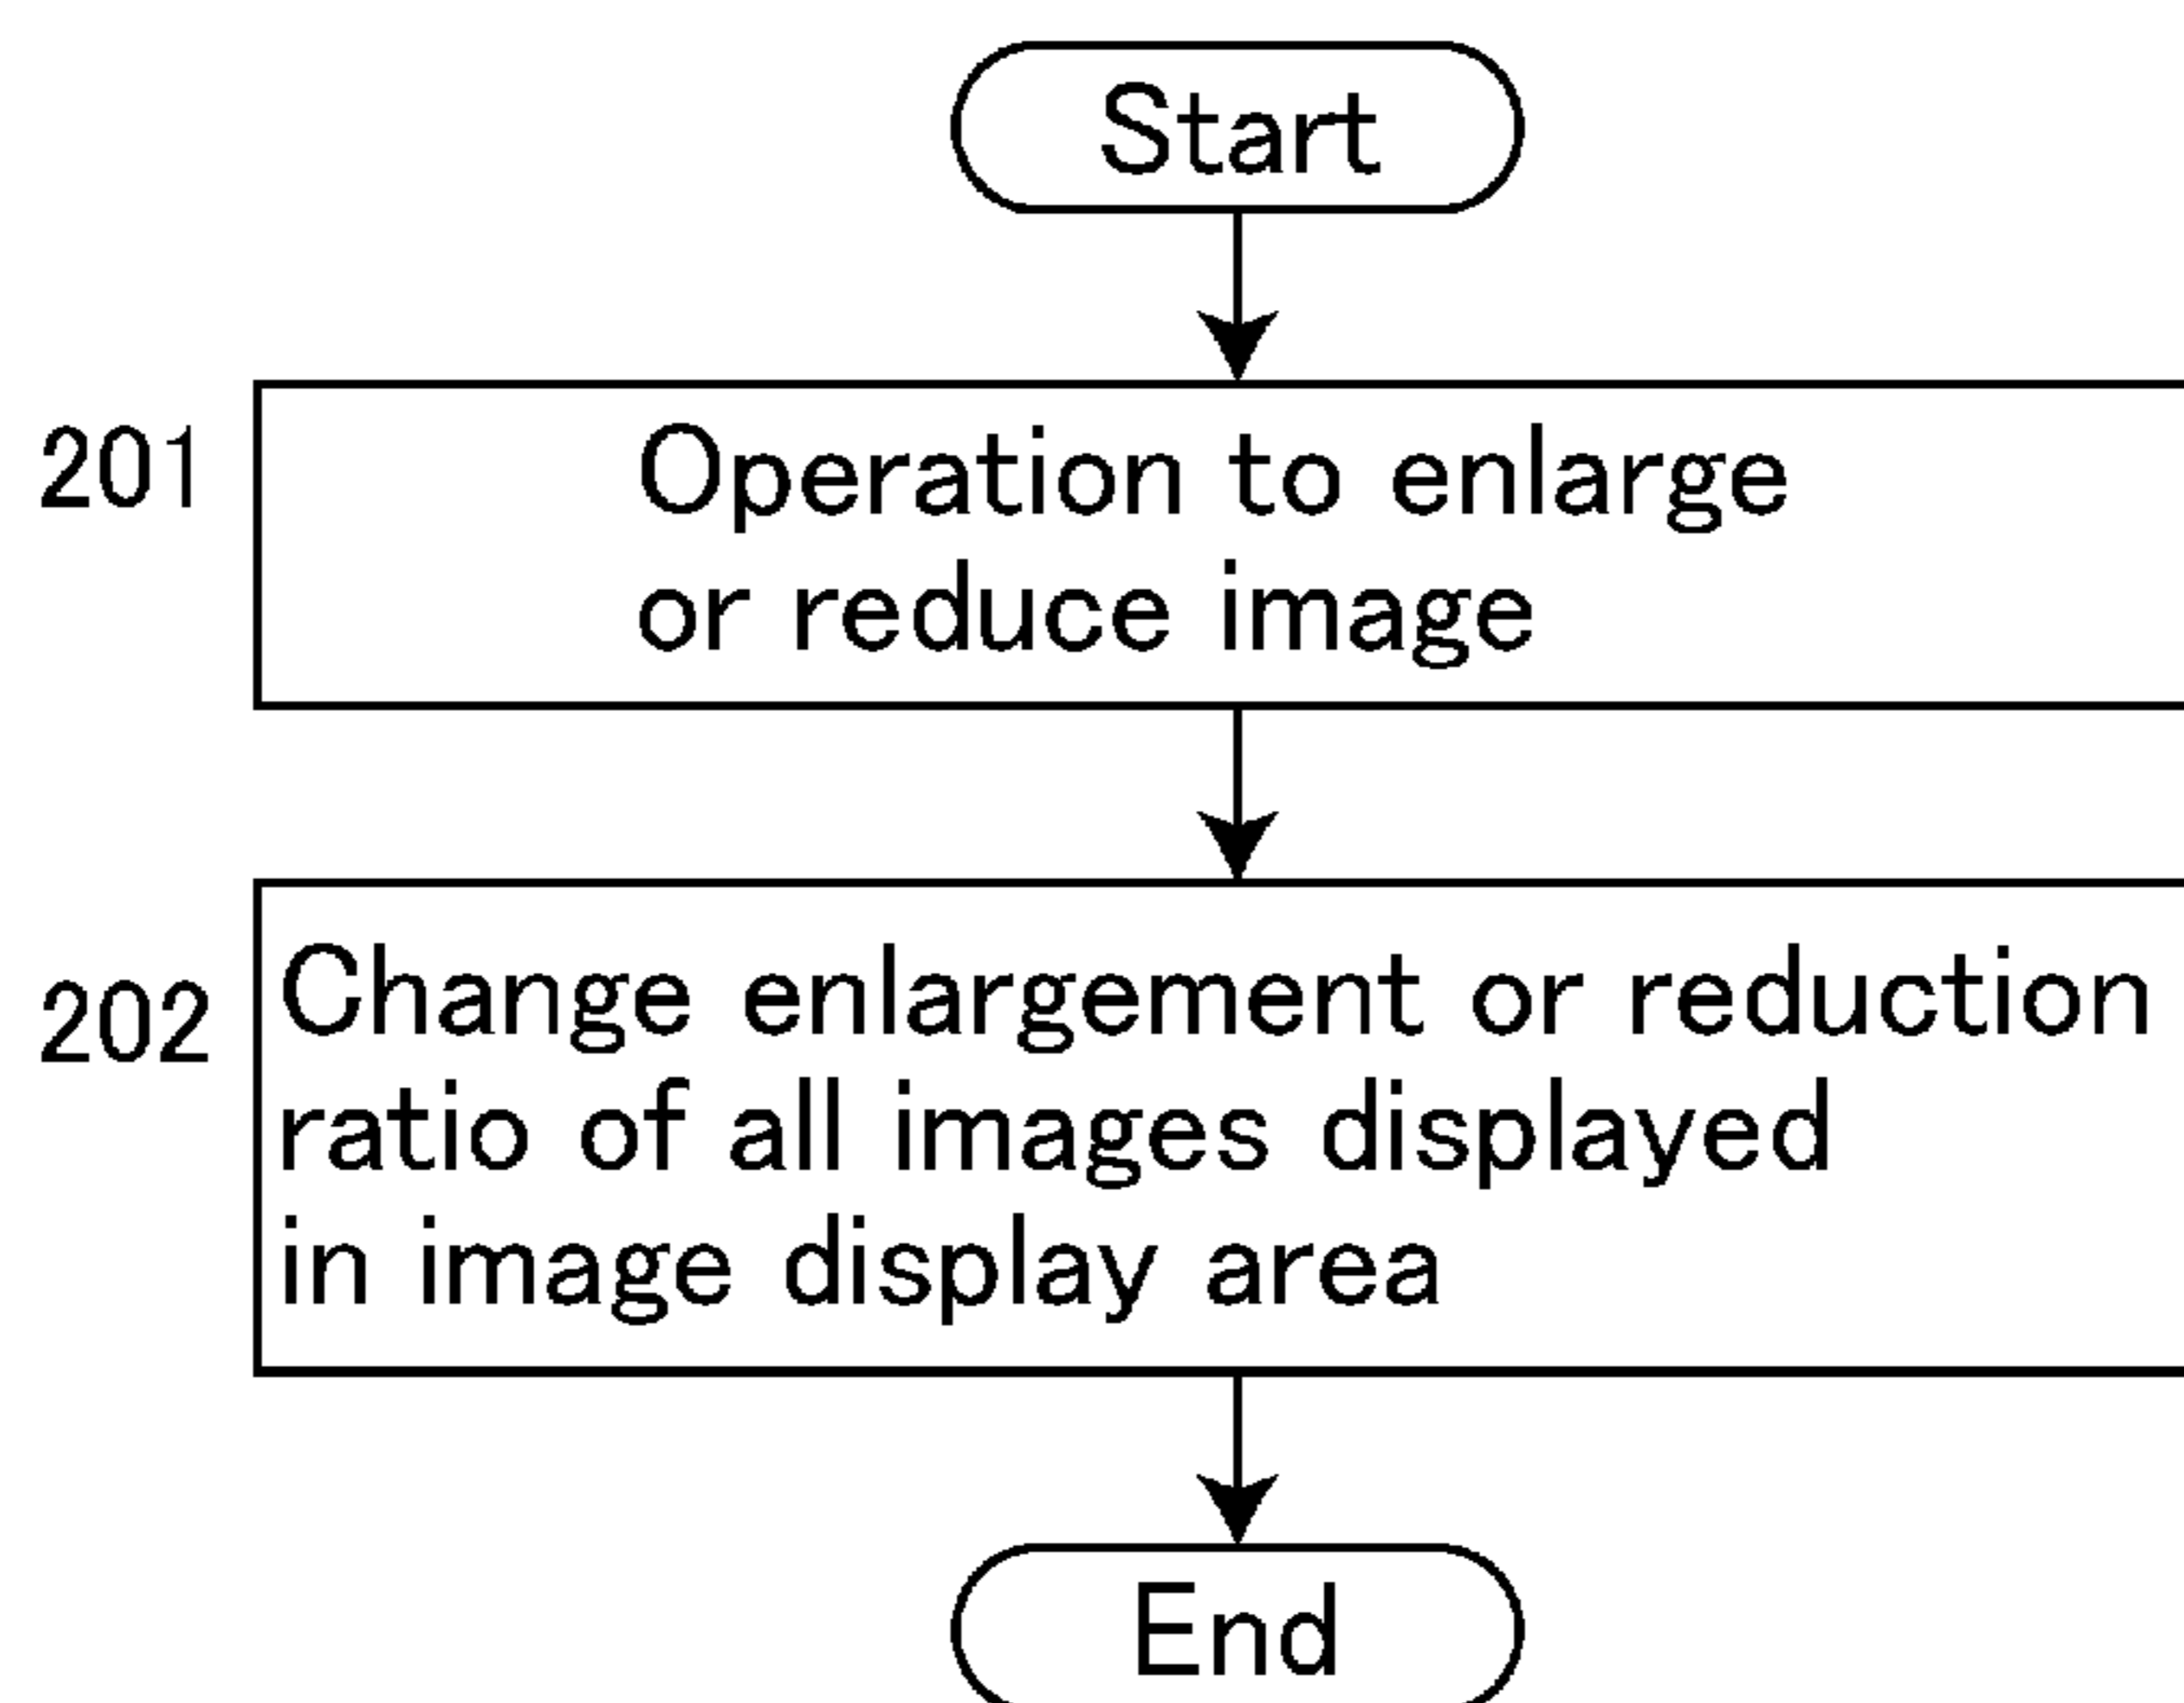 Start
201
Operation to enlarge
or reduce image
202
Change enlargement or reduction
ratio of all images displayed
in image display area
End